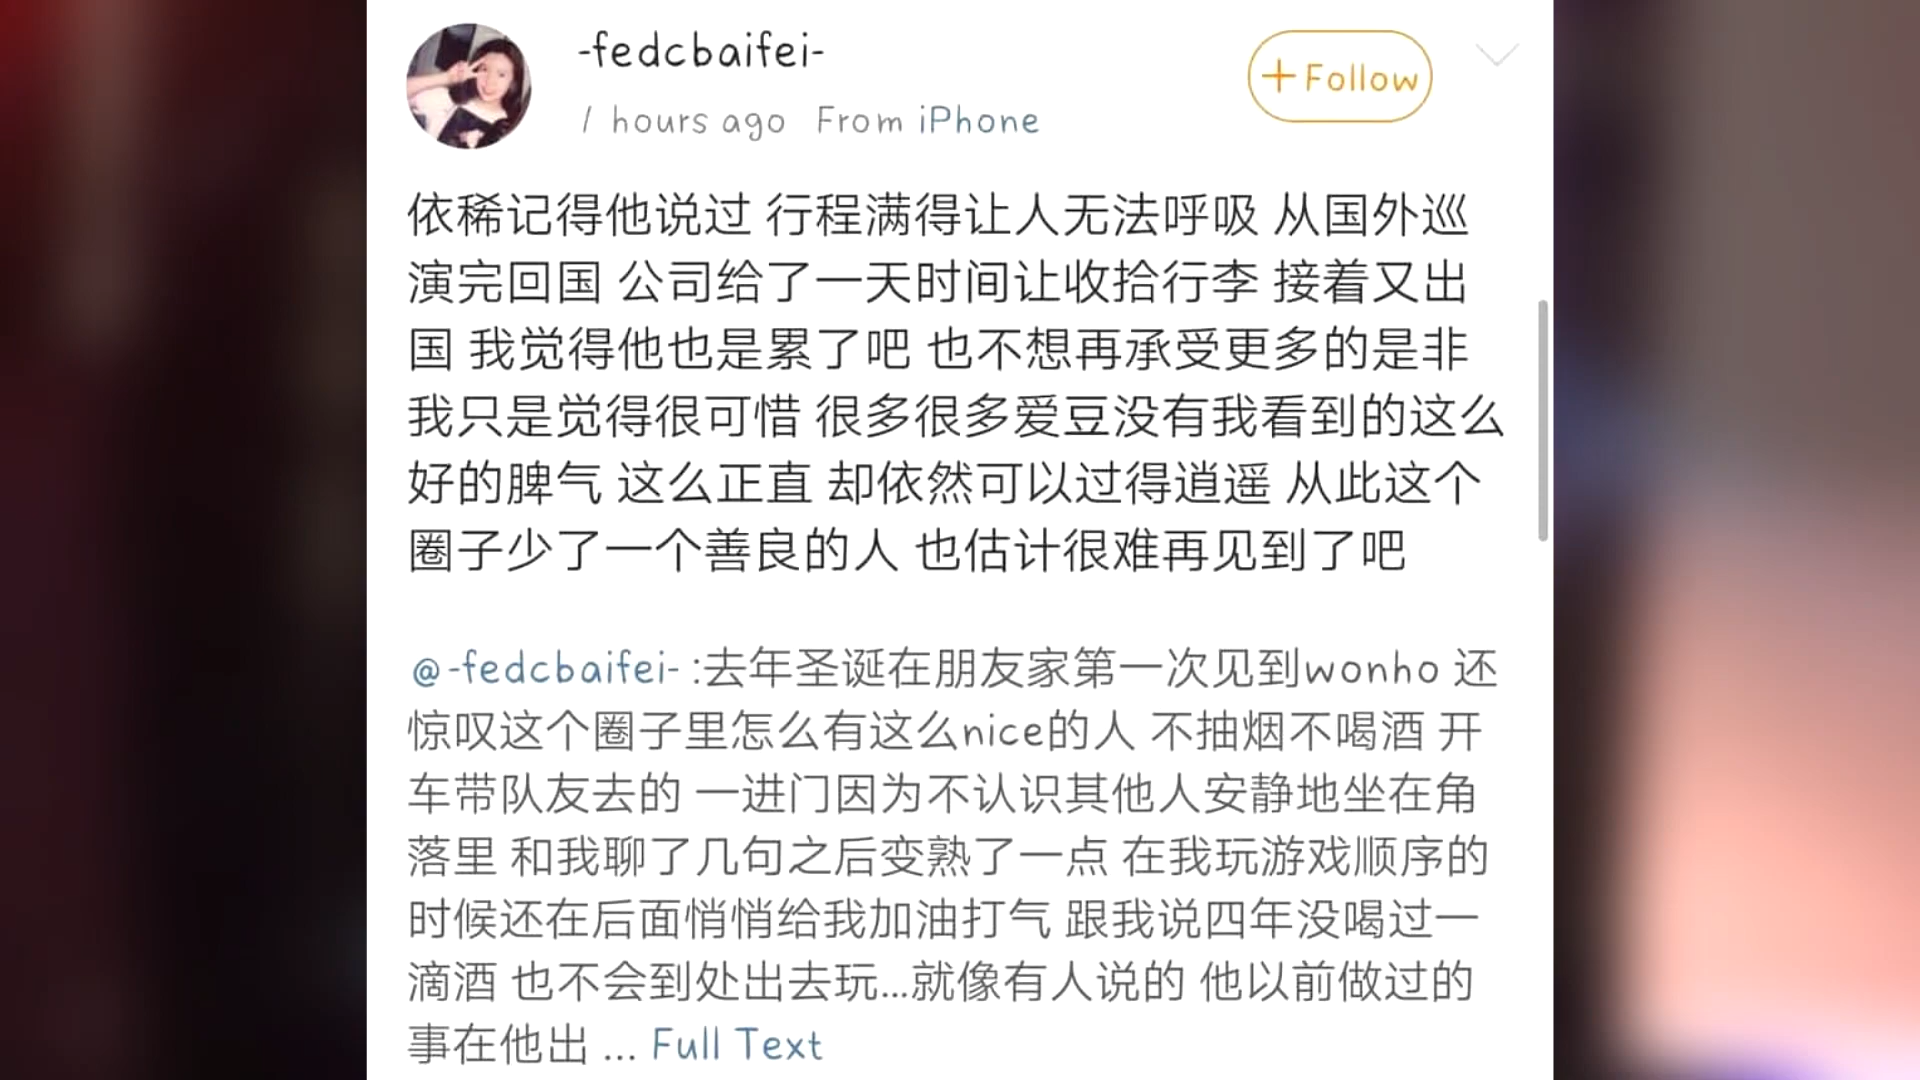 -fedcbaifei-
+Follow
1 hours ago From iPhone
依稀记得他说过 行程满得让人无法呼吸 从国外巡
演完回国 公司给了一天时间让收拾行李 接着又出
国 我觉得他也是累了吧 也不想再承受更多的是非
我只是觉得很可惜 很多很多爱豆没有我看到的这么
好的脾气 这么正直 却依然可以过得逍遥 从此这个
圈子少了一个善良的人 也估计很难再见到了吧
@-fedcbaifei- :去年圣诞在朋友家第一次见到wonho 还
惊叹这个圈子里怎么有这么nice的人 不抽烟不喝酒 开
车带队友去的 一进门因为不认识其他人安静地坐在角
落里 和我聊了几句之后变熟了一点 在我玩游戏顺序的
时候还在后面悄悄给我加油打气 跟我说四年没喝过一
滴酒 也不会到处出去玩...就像有人说的 他以前做过的
事在他出 ... Full Text